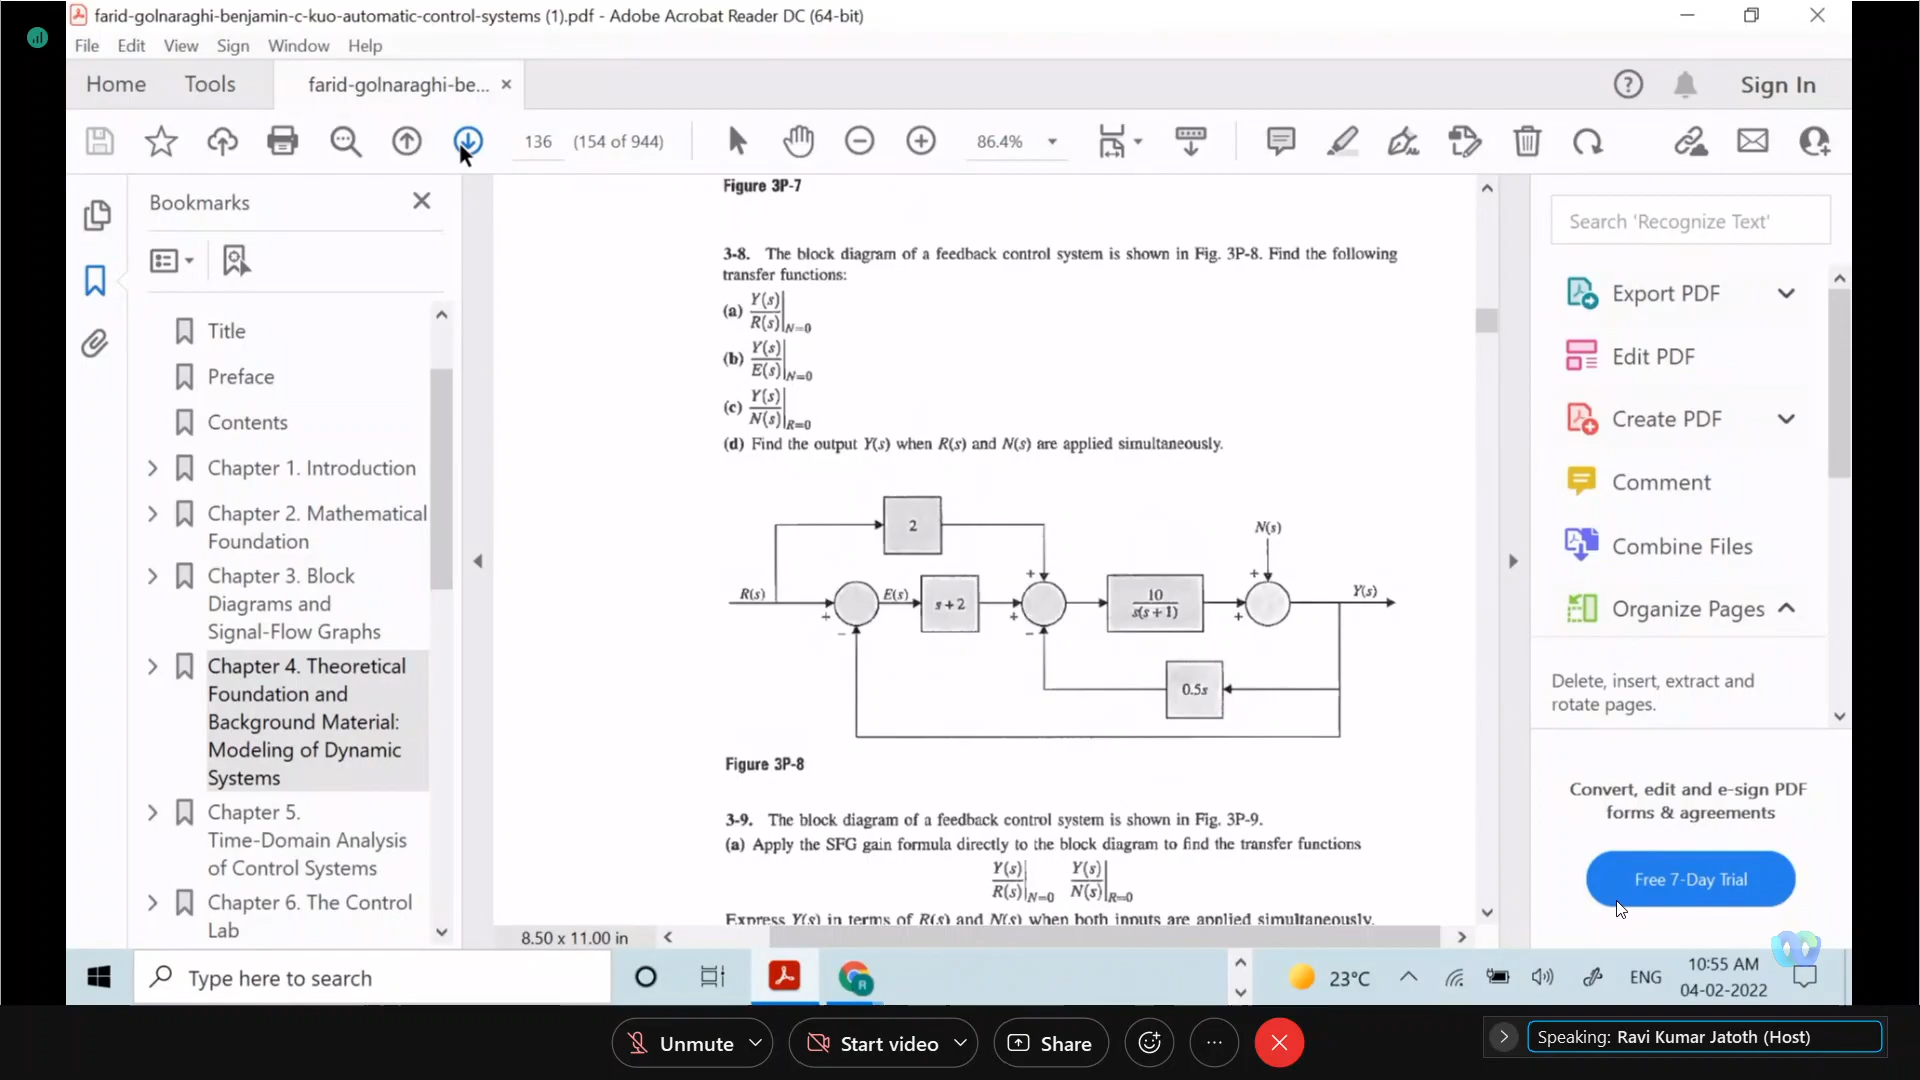 farid-golnaraghi-benjamin-c-kuo-automatic-control-systems (1).pdf - Adobe Acrobat Reader DC (64-bit)
File Edit View Sign Window Help
Home Tools farid-golnaraghi-be... × Sign In
136 (154 of 944) 86.4%
Bookmarks
Title
Preface
Contents
Chapter 1. Introduction
Chapter 2. Mathematical
Foundation
Chapter 3. Block
Diagrams and
Signal-Flow Graphs
Chapter 4. Theoretical
Foundation and
Background Material:
Modeling of Dynamic
Systems
Chapter 5.
Time-Domain Analysis
of Control Systems
Chapter 6. The Control
Lab
Figure 3P-7
3-8. The block diagram of a feedback control system is shown in Fig. 3P-8. Find the following
transfer functions:
(a) Y(s)/R(s)|N=0
(b) Y(s)/E(s)|N=0
(c) Y(s)/N(s)|R=0
(d) Find the output Y(s) when R(s) and N(s) are applied simultaneously.
2
N(s)
+ +
R(s) E(s) s + 2 10 Y(s)
s(s + 1)
+ + +
− −
0.5s
Figure 3P-8
3-9. The block diagram of a feedback control system is shown in Fig. 3P-9.
(a) Apply the SFG gain formula directly to the block diagram to find the transfer functions
Y(s)/R(s)|N=0 Y(s)/N(s)|R=0
Express Y(s) in terms of R(s) and N(s) when both inputs are applied simultaneously.
8.50 x 11.00 in
Search 'Recognize Text'
Export PDF
Edit PDF
Create PDF
Comment
Combine Files
Organize Pages
Delete, insert, extract and
rotate pages.
Convert, edit and e-sign PDF
forms & agreements
Free 7-Day Trial
Type here to search
R
23°C ENG
10:55 AM
04-02-2022
Unmute Start video Share
Speaking: Ravi Kumar Jatoth (Host)